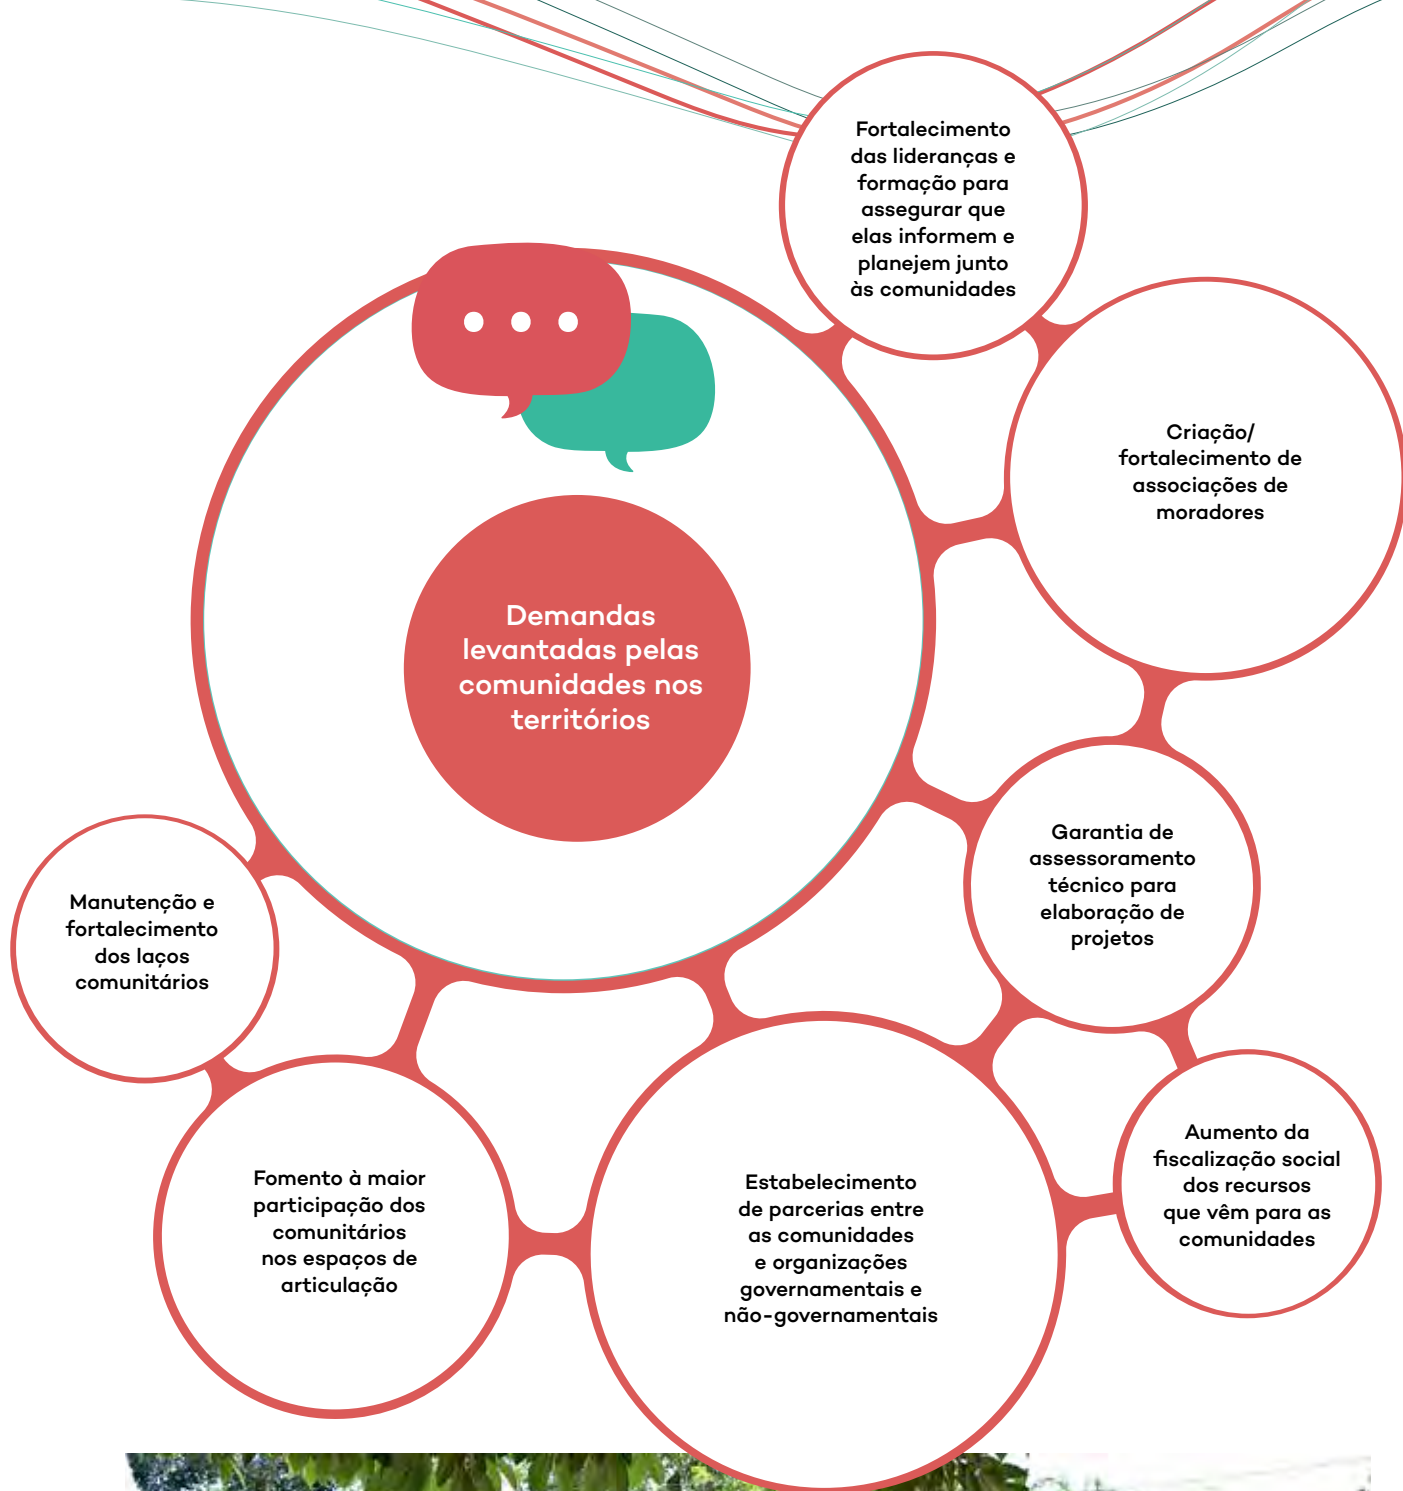 Fortalecimento
das lideranças e
formação para
assegurar que
elas informem e
planejem junto
às comunidades
Criação/
fortalecimento de
associações de
moradores
Demandas
levantadas pelas
comunidades nos
territórios
Garantia de
assessoramento
técnico para
elaboração de
projetos
Manutenção e
fortalecimento
dos laços
comunitários
Aumento da
fiscalização social
dos recursos
que vêm para as
comunidades
Fomento à maior
participação dos
comunitários
nos espaços de
articulação
Estabelecimento
de parcerias entre
as comunidades
e organizações
governamentais e
não-governamentais